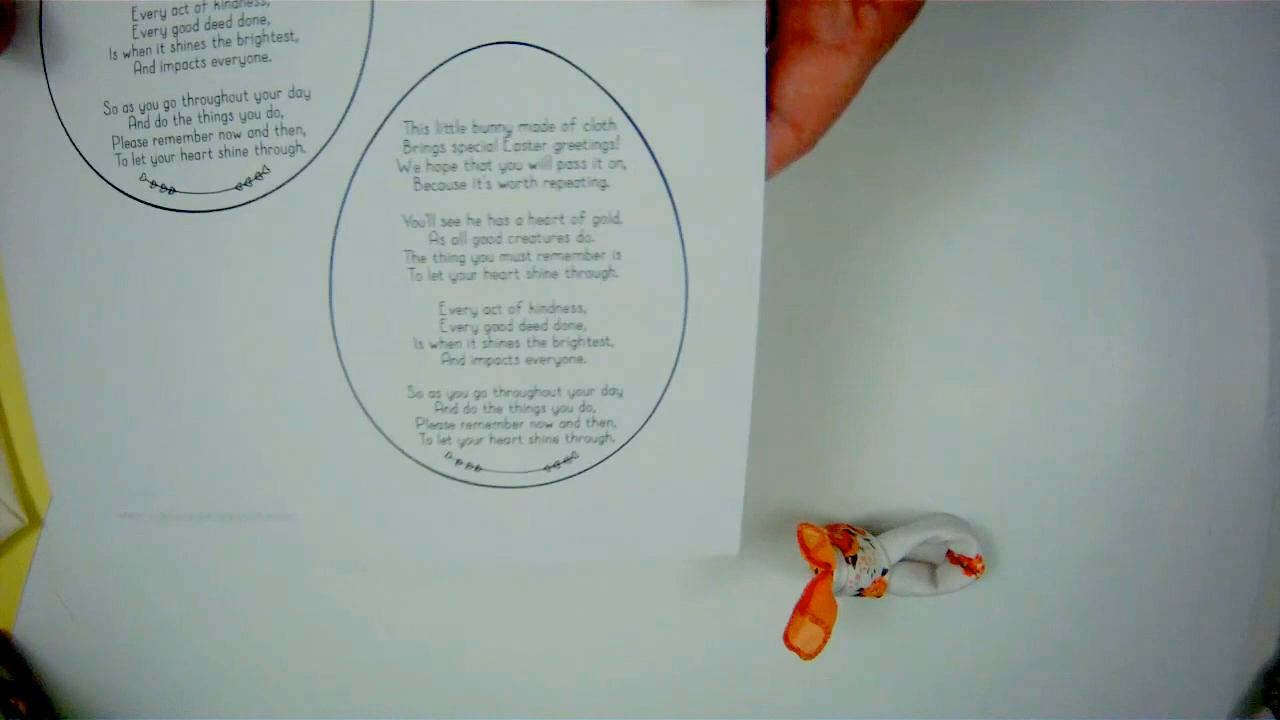 Every act of kindness,
Every good deed done,
Is when it shines the brightest,
And impacts everyone.
So as you go throughout your day
And do the things you do,
Please remember now and then,
To let your heart shine through.
This little bunny made of cloth
Brings special Easter greetings!
We hope that you will pass it on,
Because it's worth repeating.
You'll see he has a heart of gold,
As all good creatures do.
The thing you must remember is
To let your heart shine through.
Every act of kindness,
Every good deed done,
Is when it shines the brightest,
And impacts everyone.
So as you go throughout your day
And do the things you do,
Please remember now and then,
To let your heart shine through.